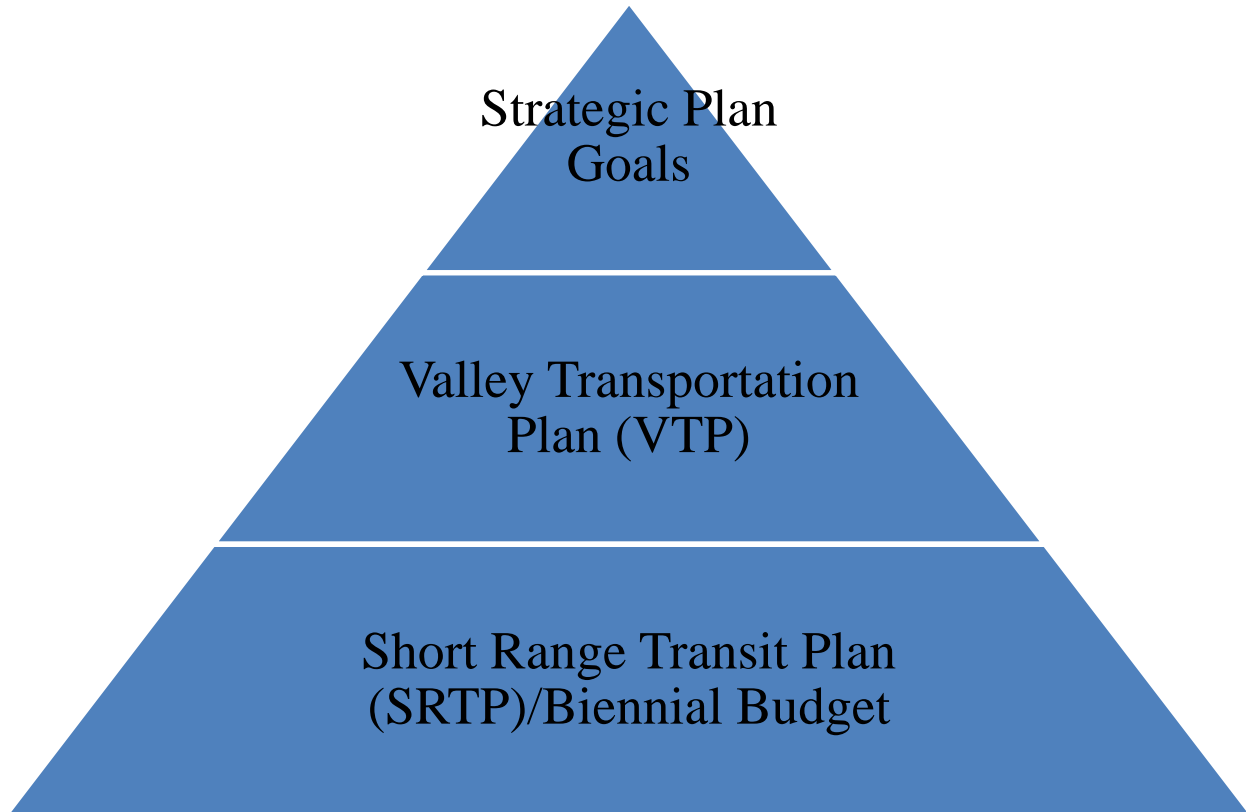 Strategic Plan
Goals
Valley Transportation
Plan (VTP)
Short Range Transit Plan
(SRTP)/Biennial Budget